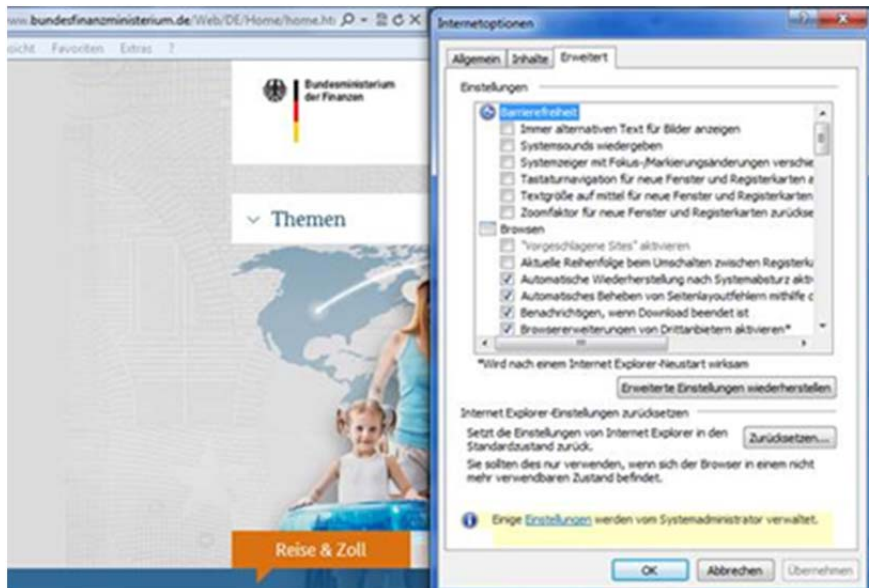 www.bundesfinanzministerium.de/Web/DE/Home/home.ht
Favoriten Extras ?
Bundesministerium
der Finanzen
Themen
Reise & Zoll
Internetoptionen
Allgemein Inhalte Erweitert
Einstellungen
Barrierefreiheit
Immer alternativen Text für Bilder anzeigen
Systemsounds wiedergeben
Systemzeiger mit Fokus-/Markierungsänderungen verschie
Tastaturnavigation für neue Fenster und Registerkarten a
Textgröße auf mittel für neue Fenster und Registerkarten
Zoomfaktor für neue Fenster und Registerkarten zurückse
Browsen
"Vorgeschlagene Sites" aktivieren
Aktuelle Reihenfolge beim Umschalten zwischen Registerka
Automatische Wiederherstellung nach Systemabsturz akti
Automatisches Beheben von Seitenlayoutfehlern mithilfe
Benachrichtigen, wenn Download beendet ist
Browsererweiterungen von Drittanbietern aktivieren*
*Wird nach einem Internet Explorer-Neustart wirksam
Erweiterte Einstellungen wiederherstellen
Internet Explorer-Einstellungen zurücksetzen
Setzt die Einstellungen von Internet Explorer in den
Standardzustand zurück.
Zurücksetzen...
Sie sollten dies nur verwenden, wenn sich der Browser in einem nicht
mehr verwendbaren Zustand befindet.
Einige Einstellungen werden vom Systemadministrator verwaltet.
OK Abbrechen Übernehmen